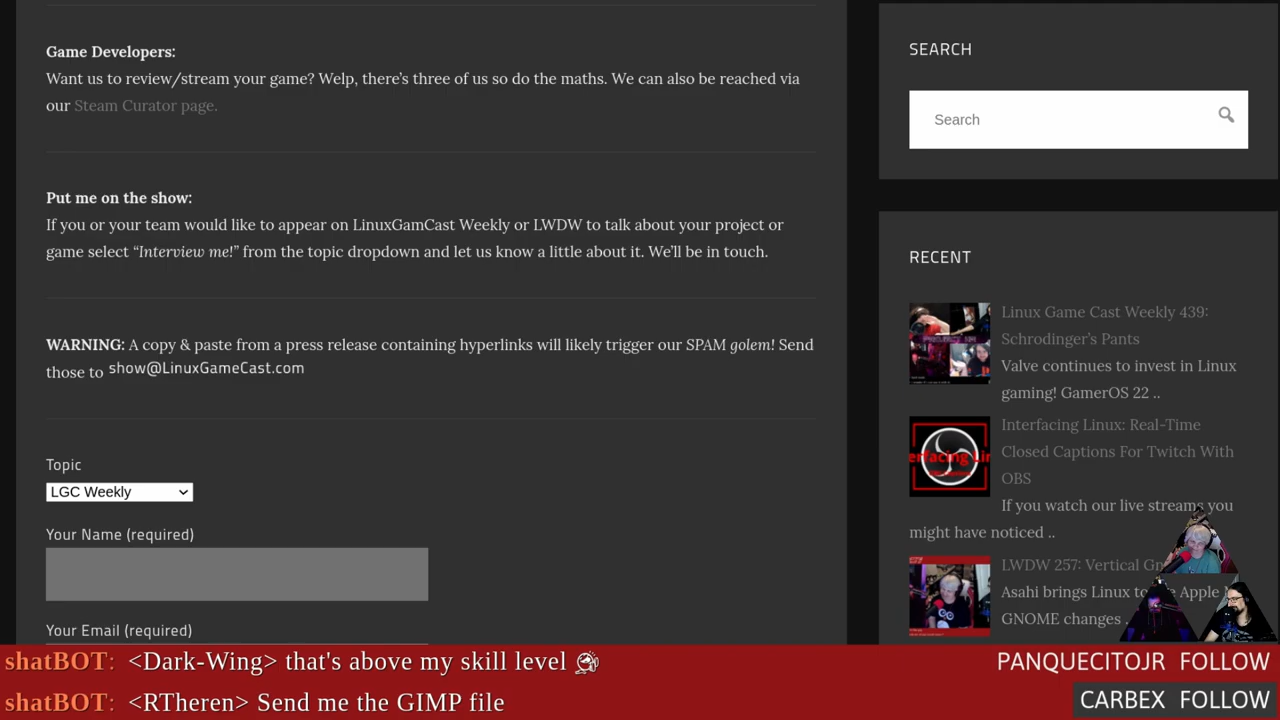 Game Developers:
Want us to review/stream your game? Welp, there's three of us so do the maths. We can also be reached via
our Steam Curator page.
Put me on the show:
If you or your team would like to appear on LinuxGamCast Weekly or LWDW to talk about your project or
game select “Interview me!” from the topic dropdown and let us know a little about it. We'll be in touch.
WARNING: A copy & paste from a press release containing hyperlinks will likely trigger our SPAM golem! Send
those to show@LinuxGameCast.com
Topic
LGC Weekly
Your Name (required)
Your Email (required)
SEARCH
Search
RECENT
Linux Game Cast Weekly 439:
Schrodinger's Pants
Valve continues to invest in Linux
gaming! GamerOS 22 ..
Interfacing Linux: Real-Time
Closed Captions For Twitch With
OBS
If you watch our live streams you
might have noticed ..
LWDW 257: Vertical
Asahi brings Linux to Apple
GNOME changes .
shatBOT: <Dark-Wing> that's above my skill level
shatBOT: <RTheren> Send me the GIMP file
PANQUECITOJR FOLLOW
CARBEX FOLLOW